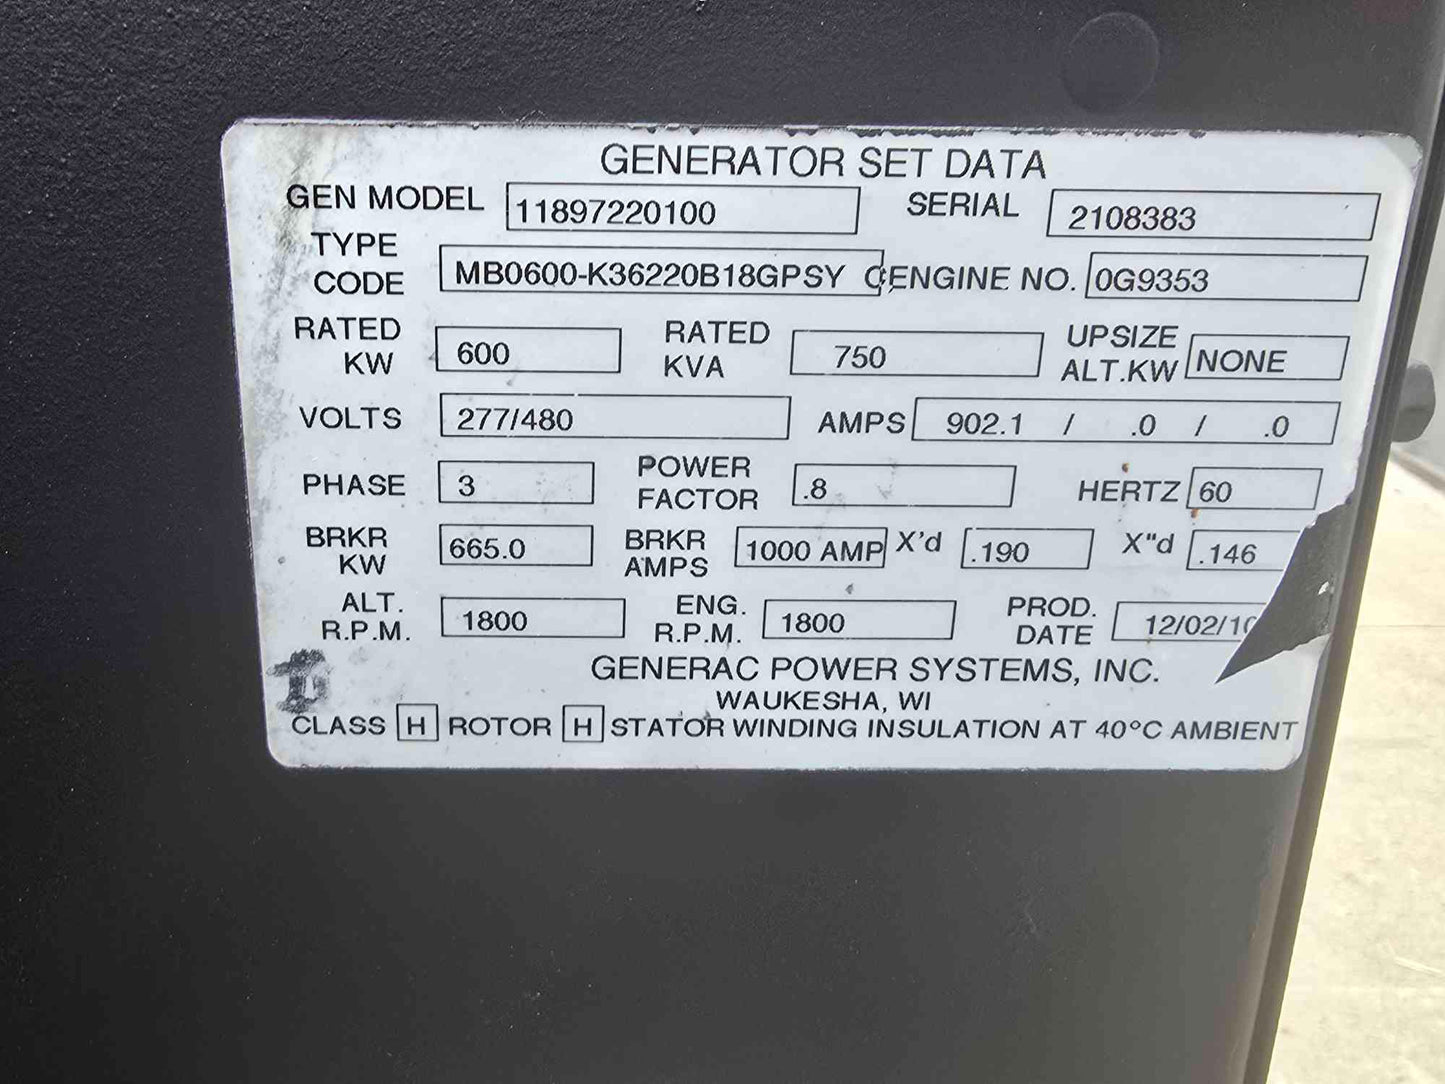 GENERATOR SET DATA
GEN MODEL 11897220100 SERIAL 2108383
TYPE CODE MB0600-K36220B18GPSY C ENGINE NO. 0G9353
RATED KW 600 RATED KVA 750 UPSIZE ALT.KW NONE
VOLTS 277/480 AMPS 902.1 / .0 / .0
PHASE 3 POWER FACTOR .8 HERTZ 60
BRKR KW 665.0 BRKR AMPS 1000 AMP X'd .190 X"d .146
ALT. R.P.M. 1800 ENG. R.P.M. 1800 PROD. DATE 12/02/10
GENERAC POWER SYSTEMS, INC.
WAUKESHA, WI
CLASS H ROTOR H STATOR WINDING INSULATION AT 40°C AMBIENT